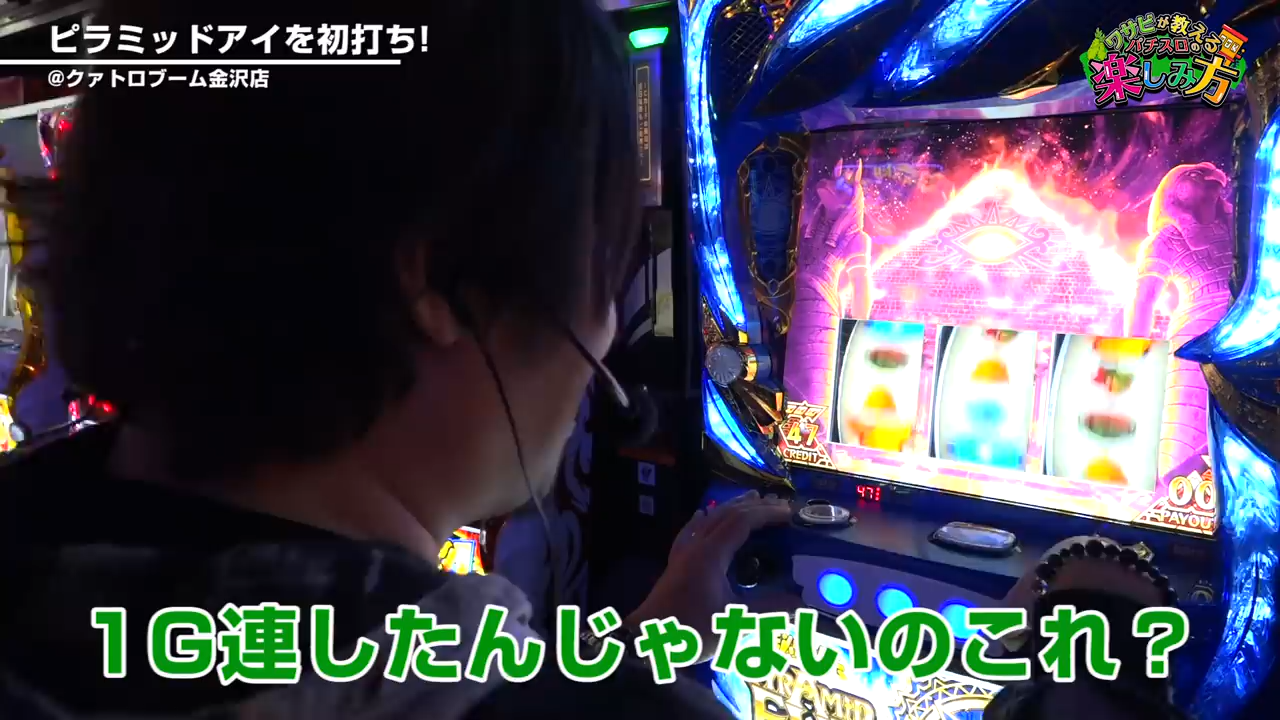 ピラミッドアイを初打ち!
@クァトロブーム金沢店
ワサビが教える
パチスロの
楽しみ方
47
CREDIT
471
00
PAYOU
1G連したんじゃないのこれ？